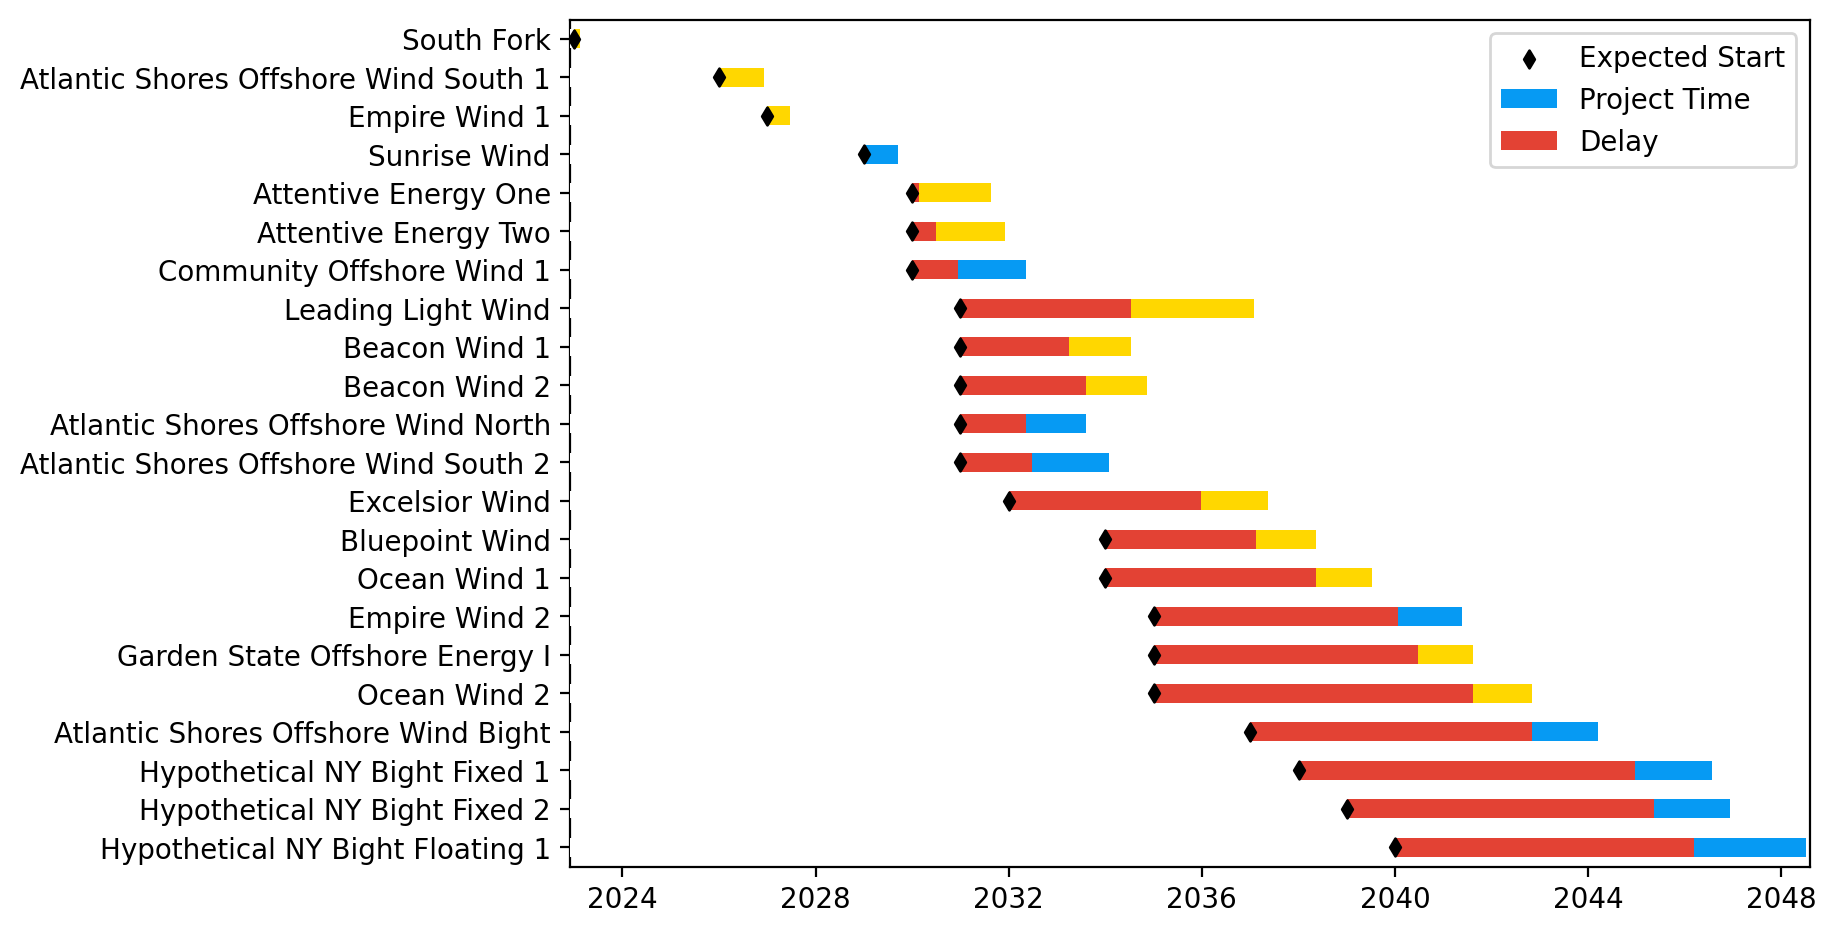 South Fork
Atlantic Shores Offshore Wind South 1
Empire Wind 1
Sunrise Wind
Attentive Energy One
Attentive Energy Two
Community Offshore Wind 1
Leading Light Wind
Beacon Wind 1
Beacon Wind 2
Atlantic Shores Offshore Wind North
Atlantic Shores Offshore Wind South 2
Excelsior Wind
Bluepoint Wind
Ocean Wind 1
Empire Wind 2
Garden State Offshore Energy I
Ocean Wind 2
Atlantic Shores Offshore Wind Bight
Hypothetical NY Bight Fixed 1
Hypothetical NY Bight Fixed 2
Hypothetical NY Bight Floating 1
Expected Start
Project Time
Delay
2024 2028 2032 2036 2040 2044 2048